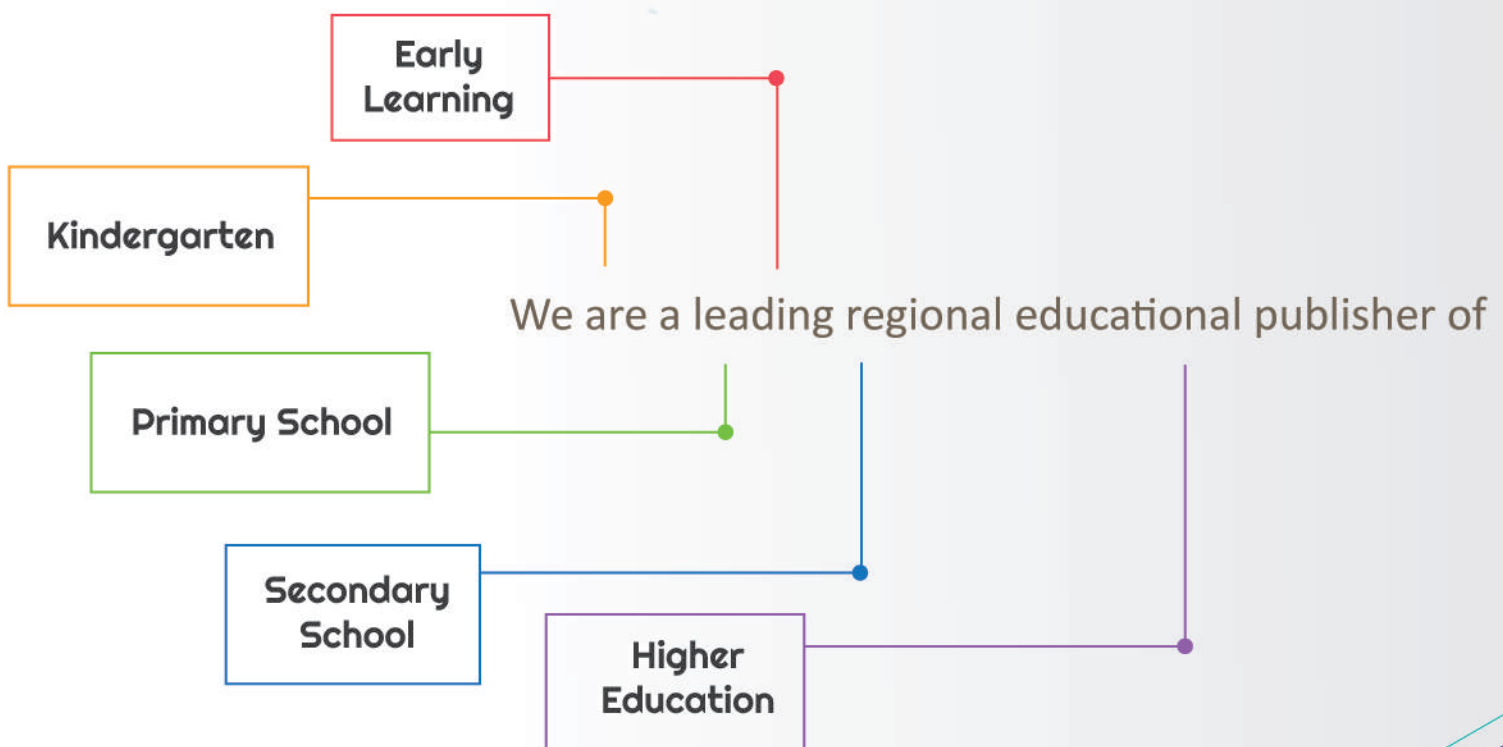 Early
Learning
Kindergarten
We are a leading regional educational publisher of
Primary School
Secondary
School
Higher
Education